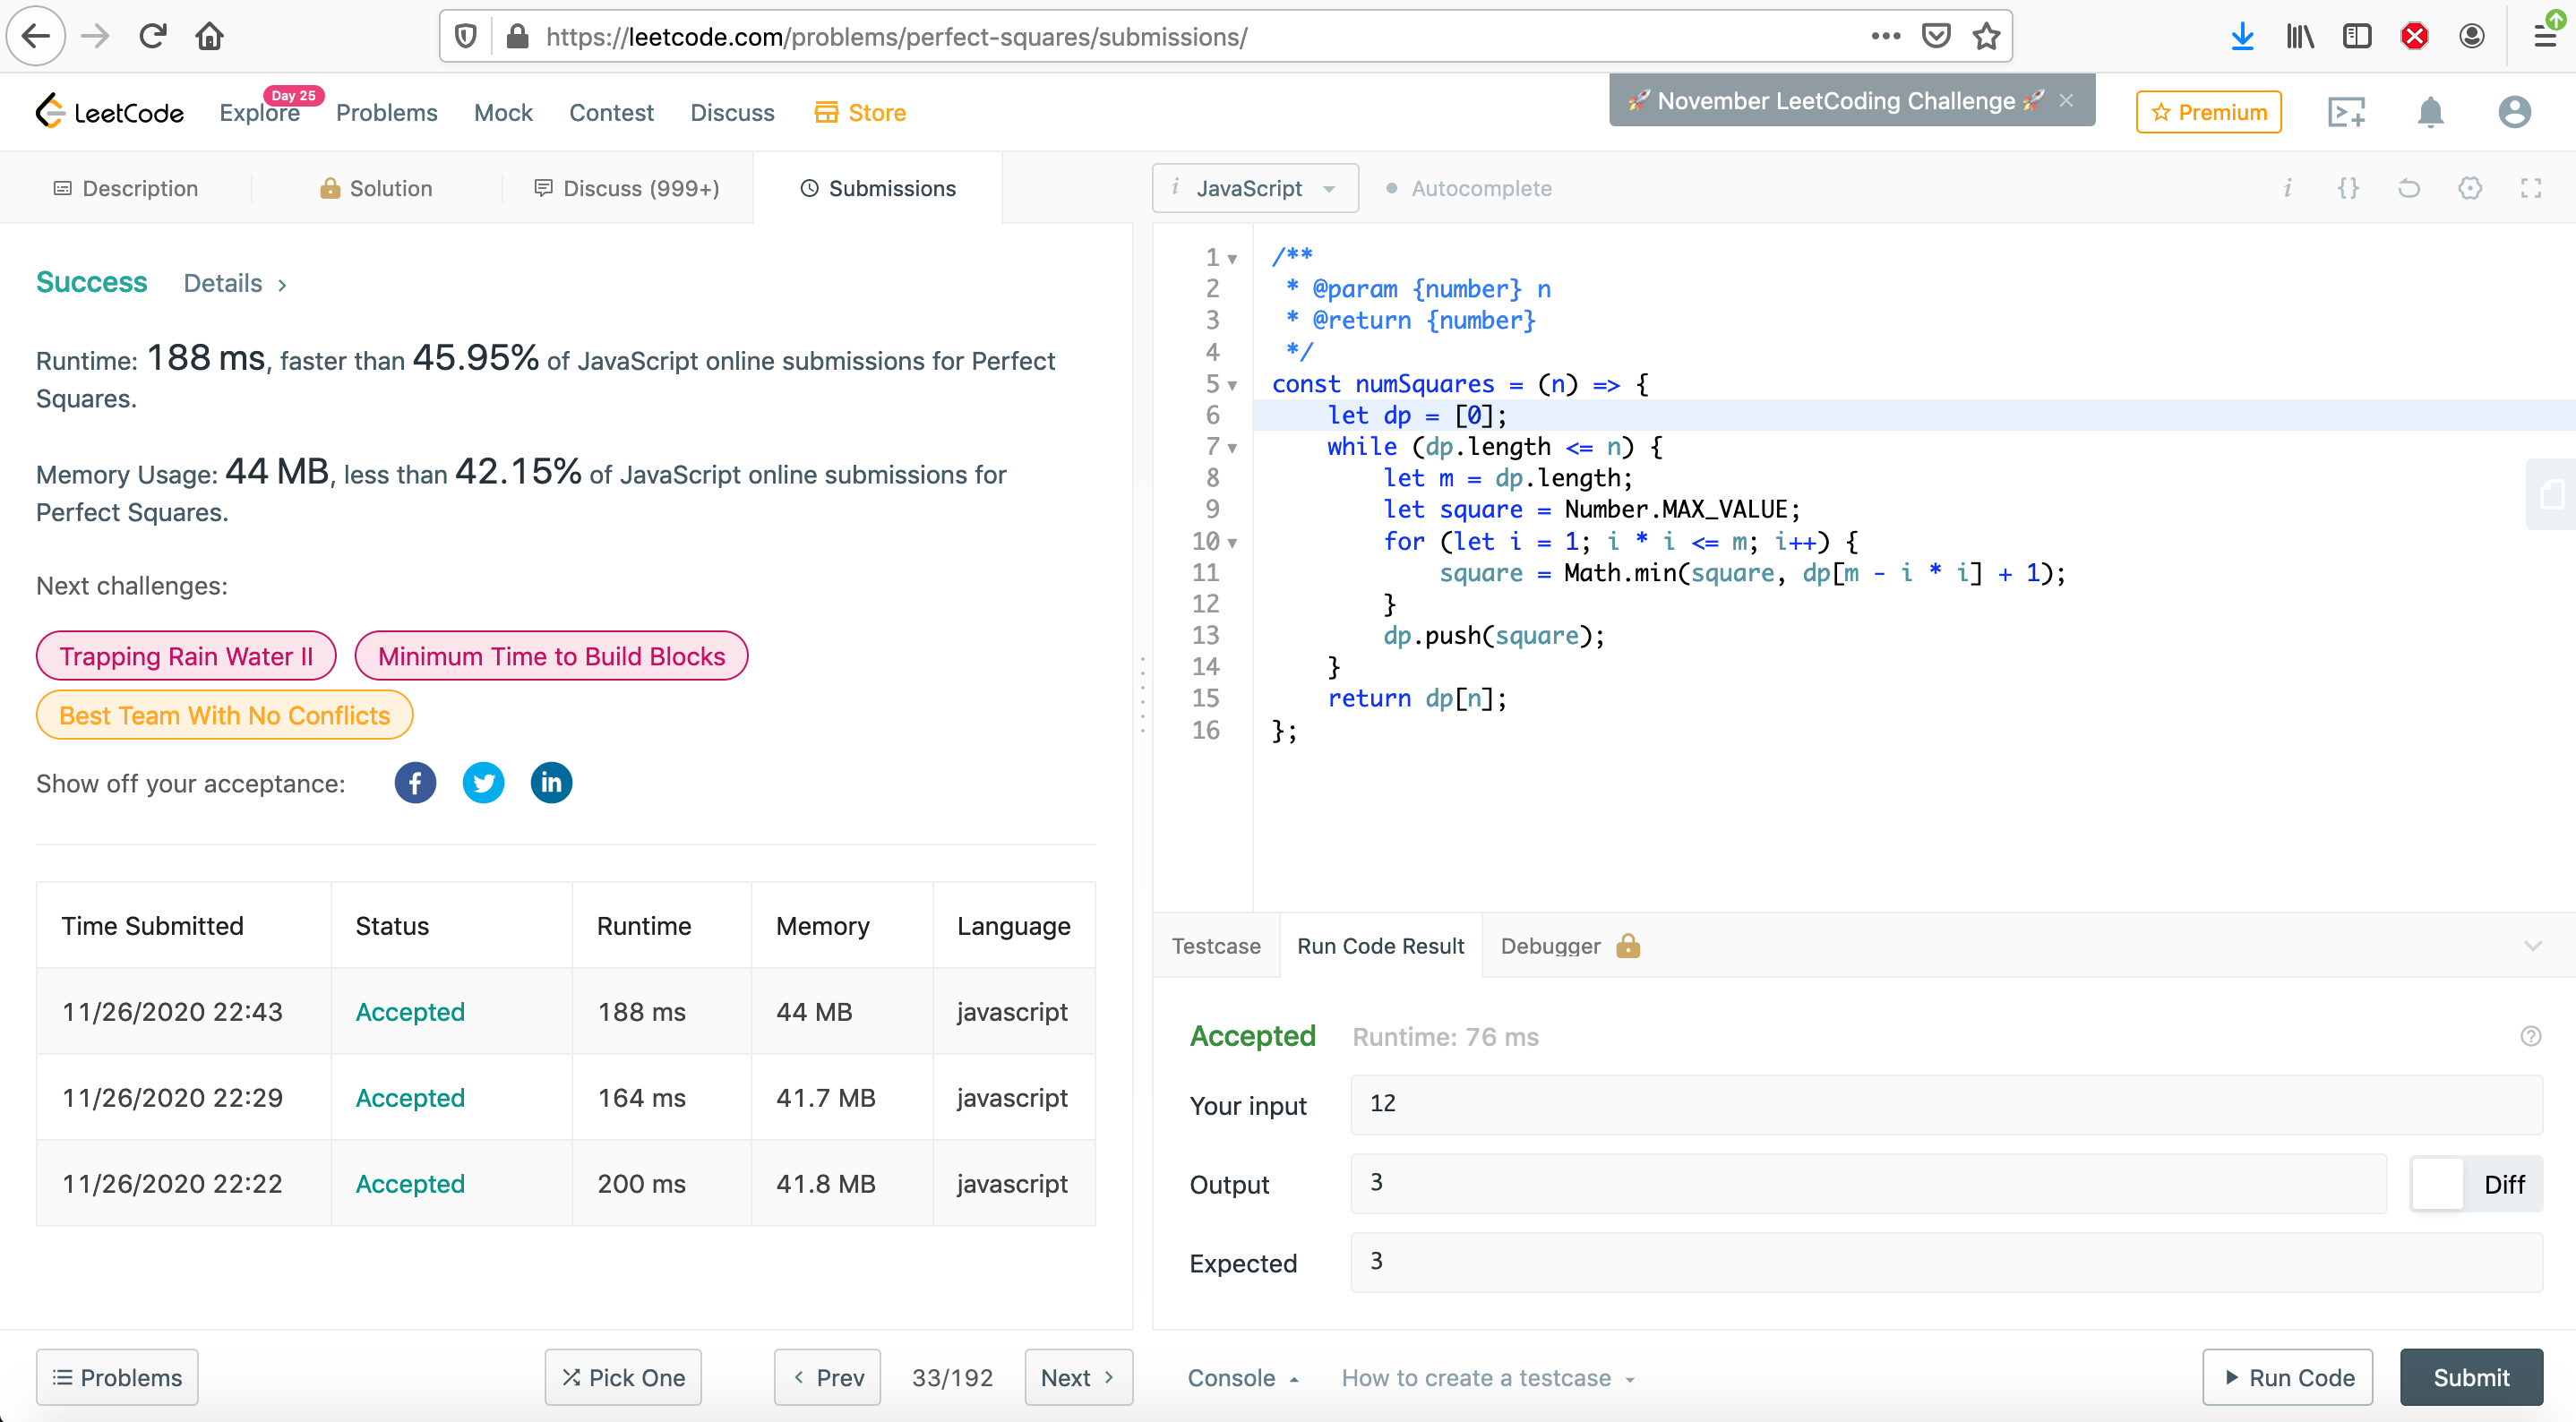 https://leetcode.com/problems/perfect-squares/submissions/
LeetCode
Explore
Day 25
Problems
Mock
Contest
Discuss
Store
🚀 November LeetCoding Challenge 🚀 ×
Premium
Description
Solution
Discuss (999+)
Submissions
Success
Details >
Runtime: 188 ms, faster than 45.95% of JavaScript online submissions for Perfect
Squares.
Memory Usage: 44 MB, less than 42.15% of JavaScript online submissions for
Perfect Squares.
Next challenges:
Trapping Rain Water II
Minimum Time to Build Blocks
Best Team With No Conflicts
Show off your acceptance:
Time Submitted Status Runtime Memory Language
11/26/2020 22:43 Accepted 188 ms 44 MB javascript
11/26/2020 22:29 Accepted 164 ms 41.7 MB javascript
11/26/2020 22:22 Accepted 200 ms 41.8 MB javascript
Problems
Pick One
< Prev
33/192
Next >
i JavaScript
Autocomplete
i {}
1 /**
2 * @param {number} n
3 * @return {number}
4 */
5 const numSquares = (n) => {
6 let dp = [0];
7 while (dp.length <= n) {
8 let m = dp.length;
9 let square = Number.MAX_VALUE;
10 for (let i = 1; i * i <= m; i++) {
11 square = Math.min(square, dp[m - i * i] + 1);
12 }
13 dp.push(square);
14 }
15 return dp[n];
16 };
Testcase
Run Code Result
Debugger
Accepted
Runtime: 76 ms
Your input
12
Output
3
Diff
Expected
3
Console
How to create a testcase
Run Code
Submit